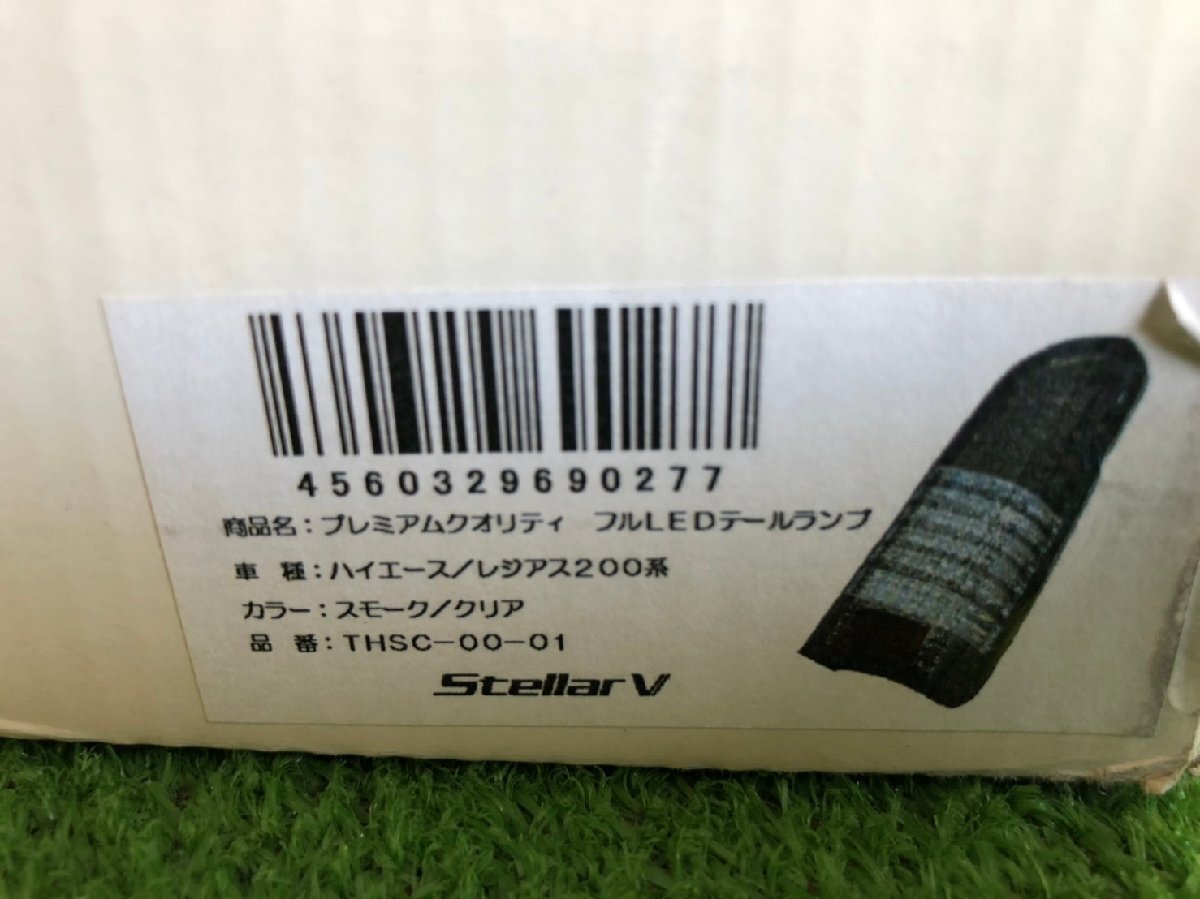 4560329690277
商品名：プレミアムクオリティ　フルLEDテールランプ
車　種：ハイエース/レジアス200系
カラー：スモーク/クリア
品　番：THSC-00-01
Stellar V